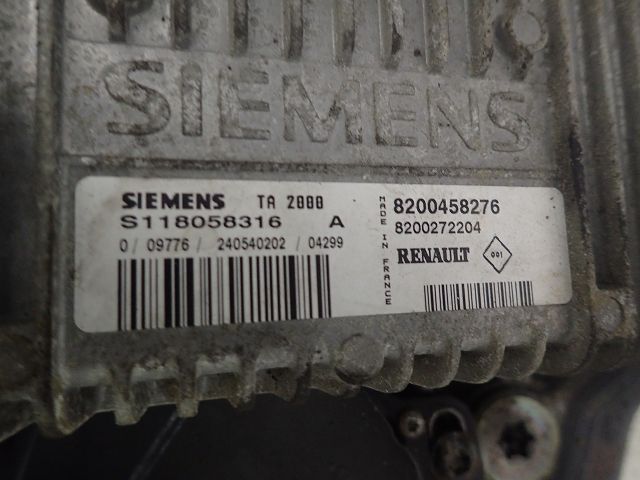 SIEMENS
SIEMENS TA 2000
S118058316 A
0/ 09776/ 240540202 / 04299
MADE IN FRANCE
8200458276
8200272204
RENAULT 001